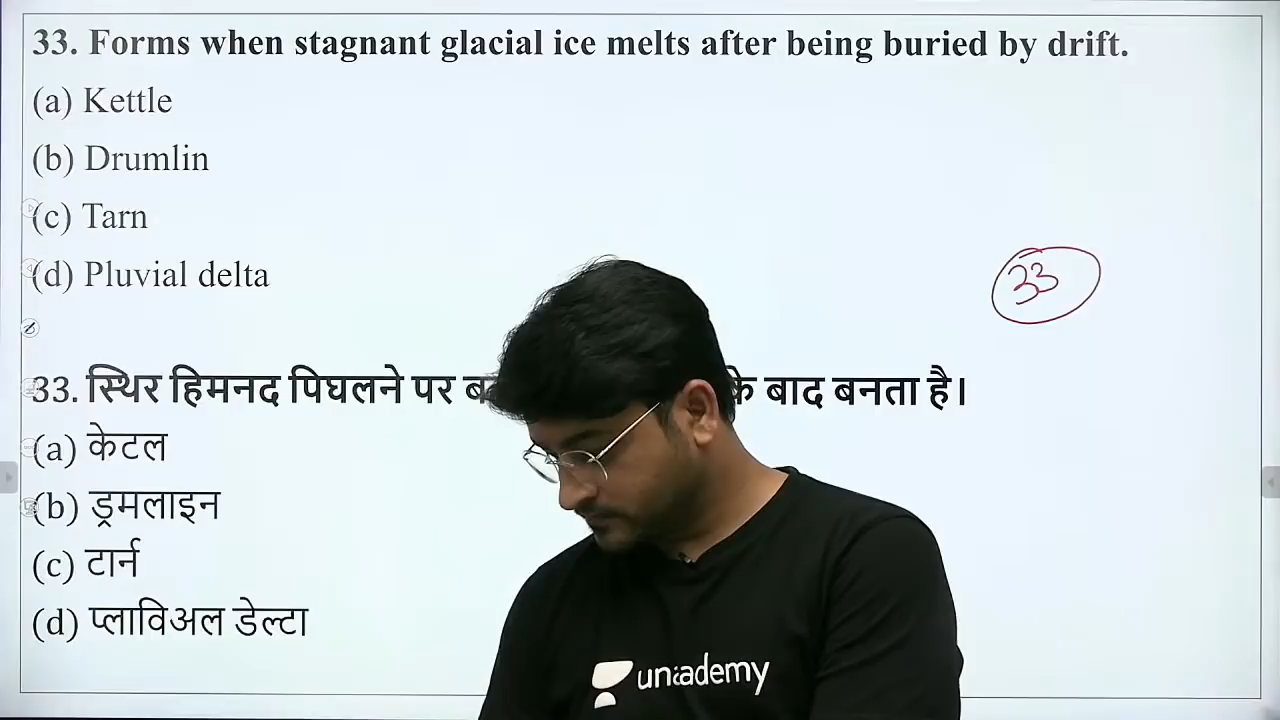 33. Forms when stagnant glacial ice melts after being buried by drift.
(a) Kettle
(b) Drumlin
(c) Tarn
(d) Pluvial delta
33
33. स्थिर हिमनद पिघलने पर के बाद बनता है।
(a) केटल
(b) ड्रमलाइन
(c) टार्न
(d) प्लाविअल डेल्टा
unacademy